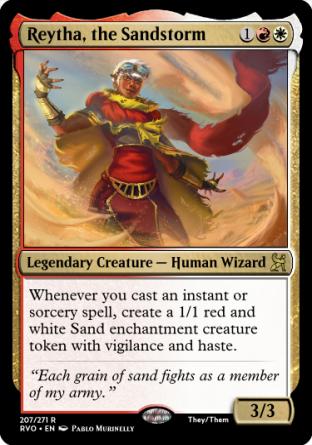 Reytha, the Sandstorm 1
Legendary Creature — Human Wizard
Whenever you cast an instant or
sorcery spell, create a 1/1 red and
white Sand enchantment creature
token with vigilance and haste.
“Each grain of sand fights as a member
of my army.”
3/3
207/271 R They/Them
RVO • EN Pablo Murinelly